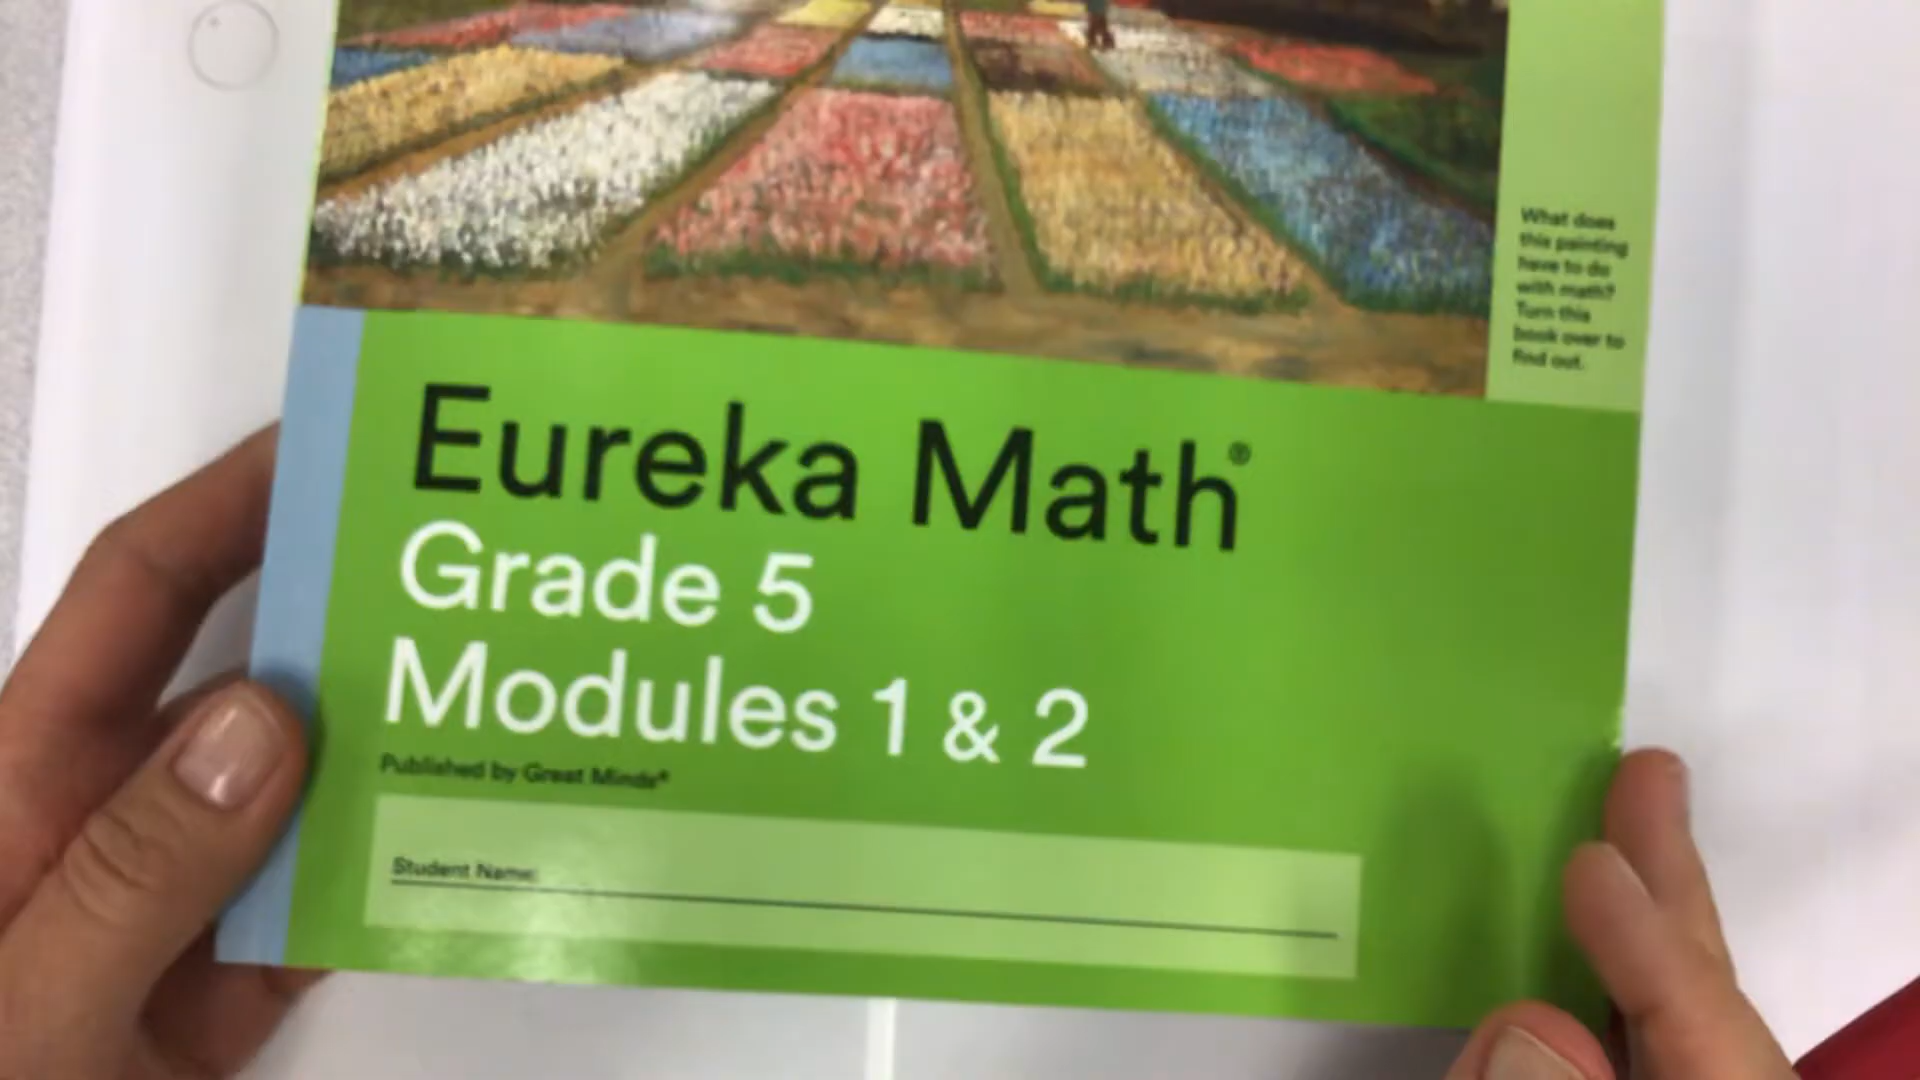 What does
this painting
have to do
with math?
Turn this
book over to
find out.
Eureka Math®
Grade 5
Modules 1 & 2
Published by Great Minds®
Student Name: